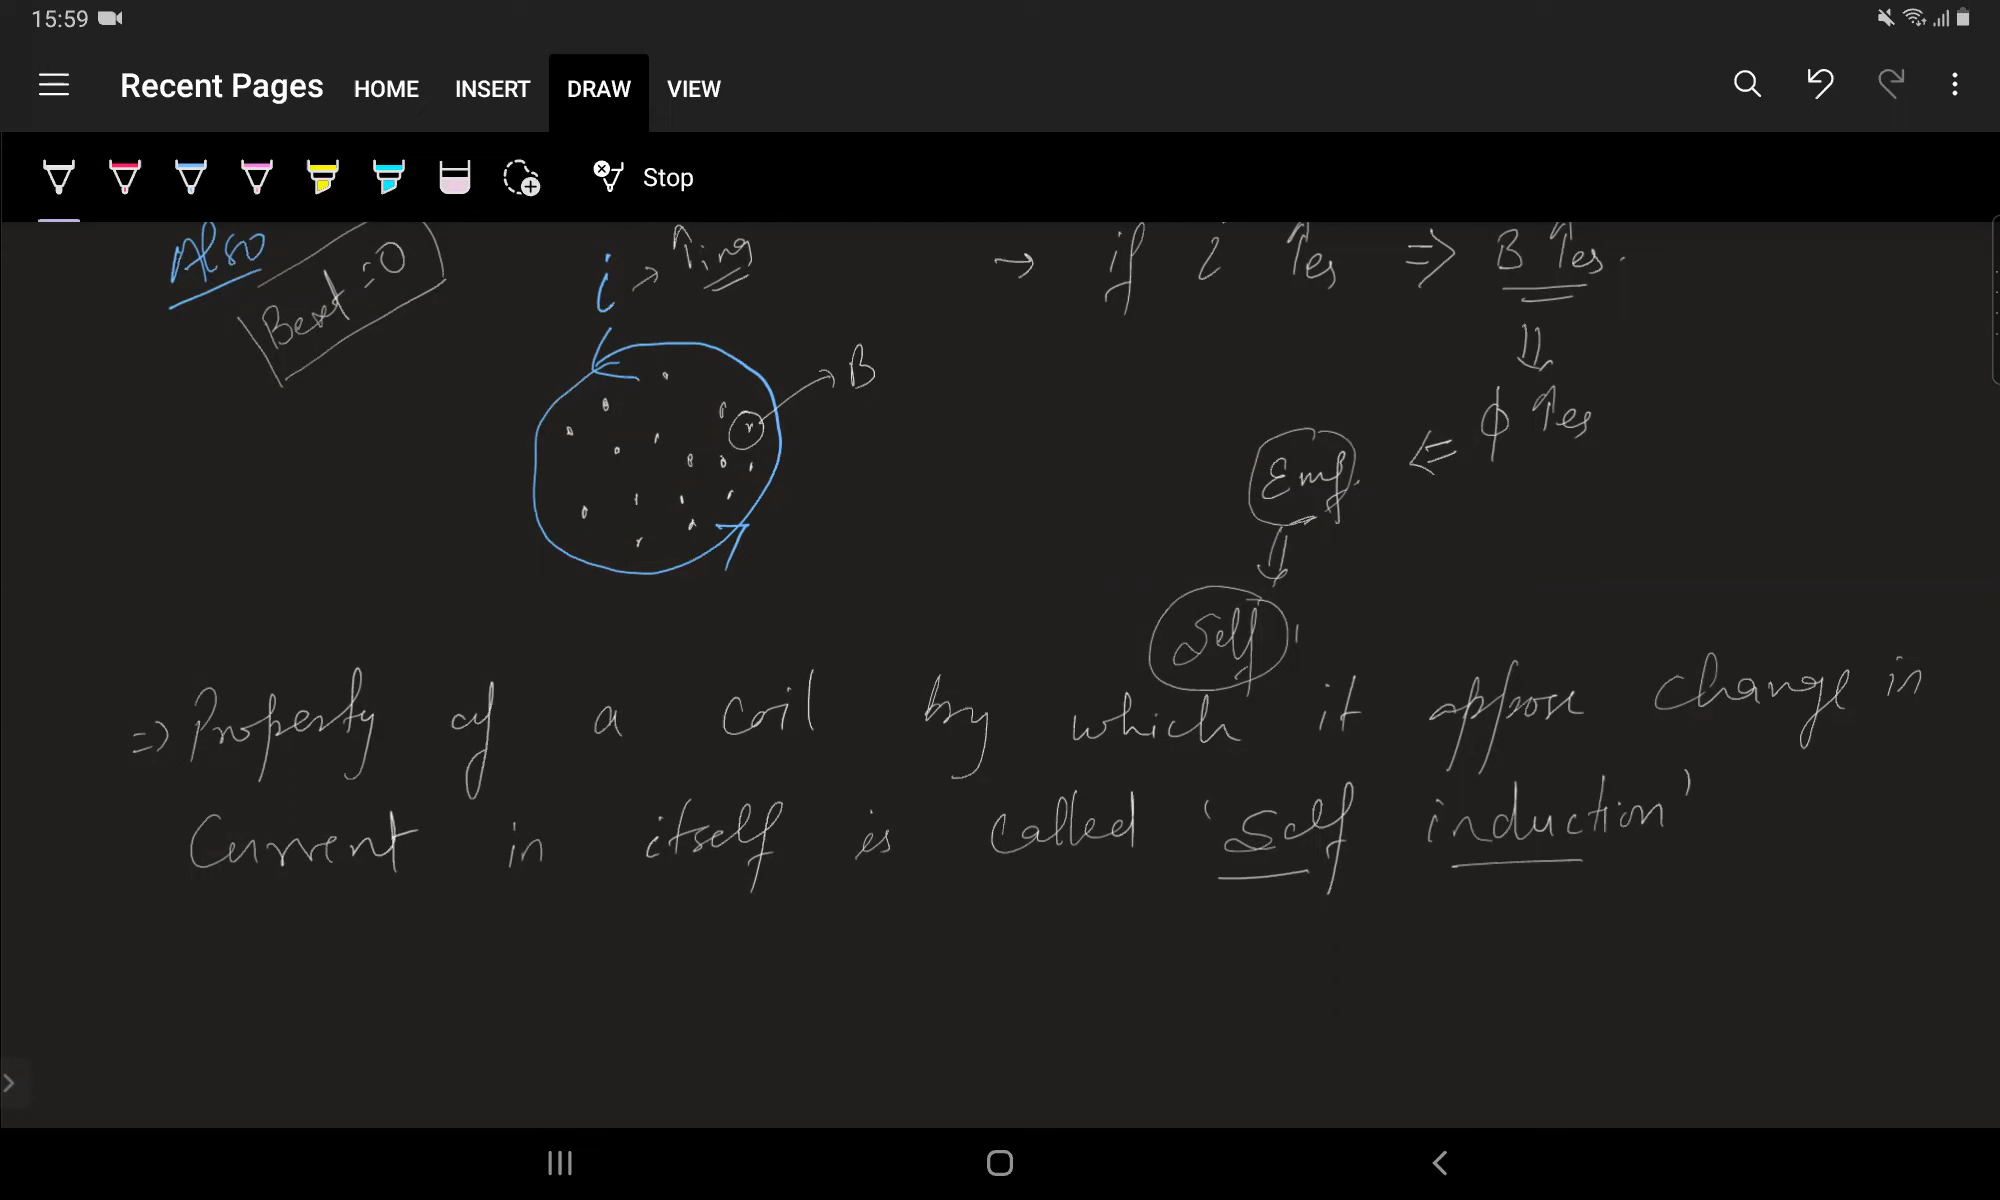 15:59
Recent Pages HOME INSERT DRAW VIEW
Stop
Also
Bext = 0
i → ↑ing
→ if i ↑es ⇒ B ↑es.
⇓
B
ϕ ↑es
⇐
Emf.
⇓
Self
⇒ Property of a coil by which it oppose change in
Current in itself is called 'Self induction'